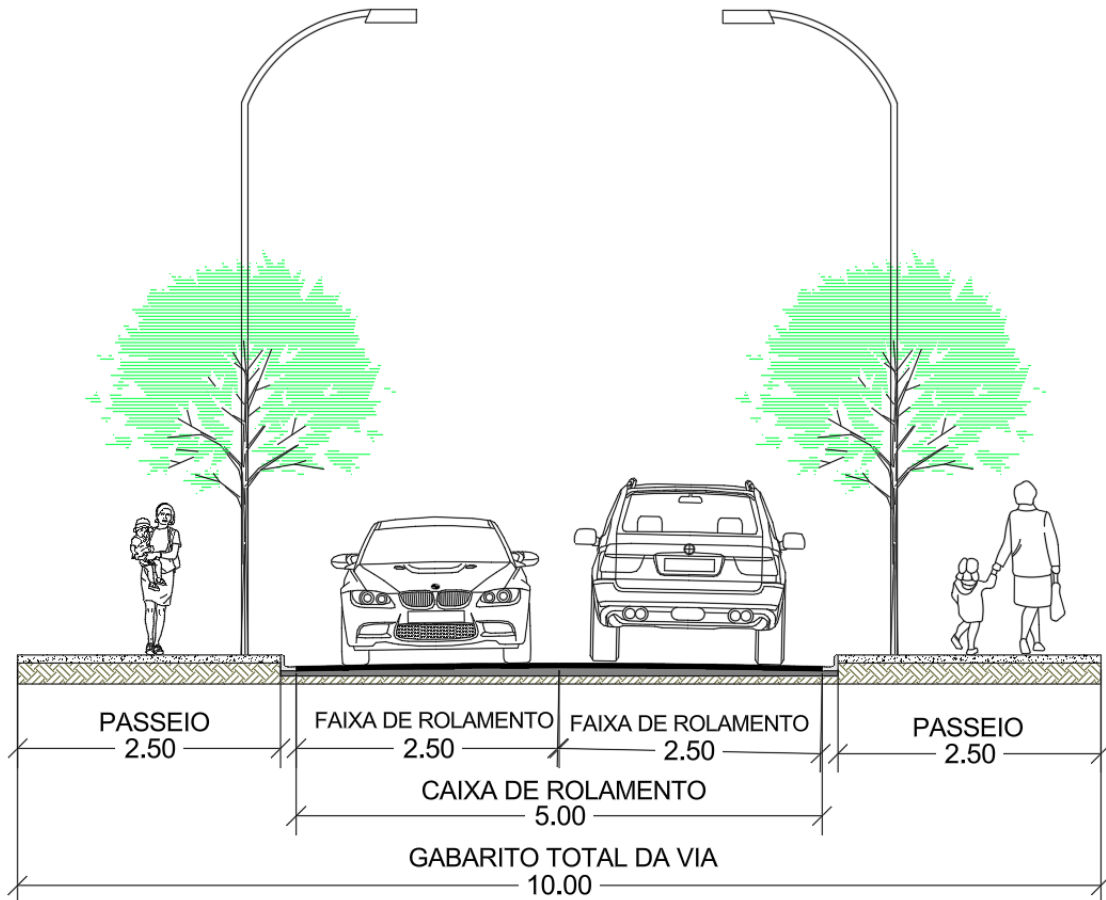 PASSEIO
2.50
FAIXA DE ROLAMENTO
2.50
FAIXA DE ROLAMENTO
2.50
PASSEIO
2.50
CAIXA DE ROLAMENTO
5.00
GABARITO TOTAL DA VIA
10.00